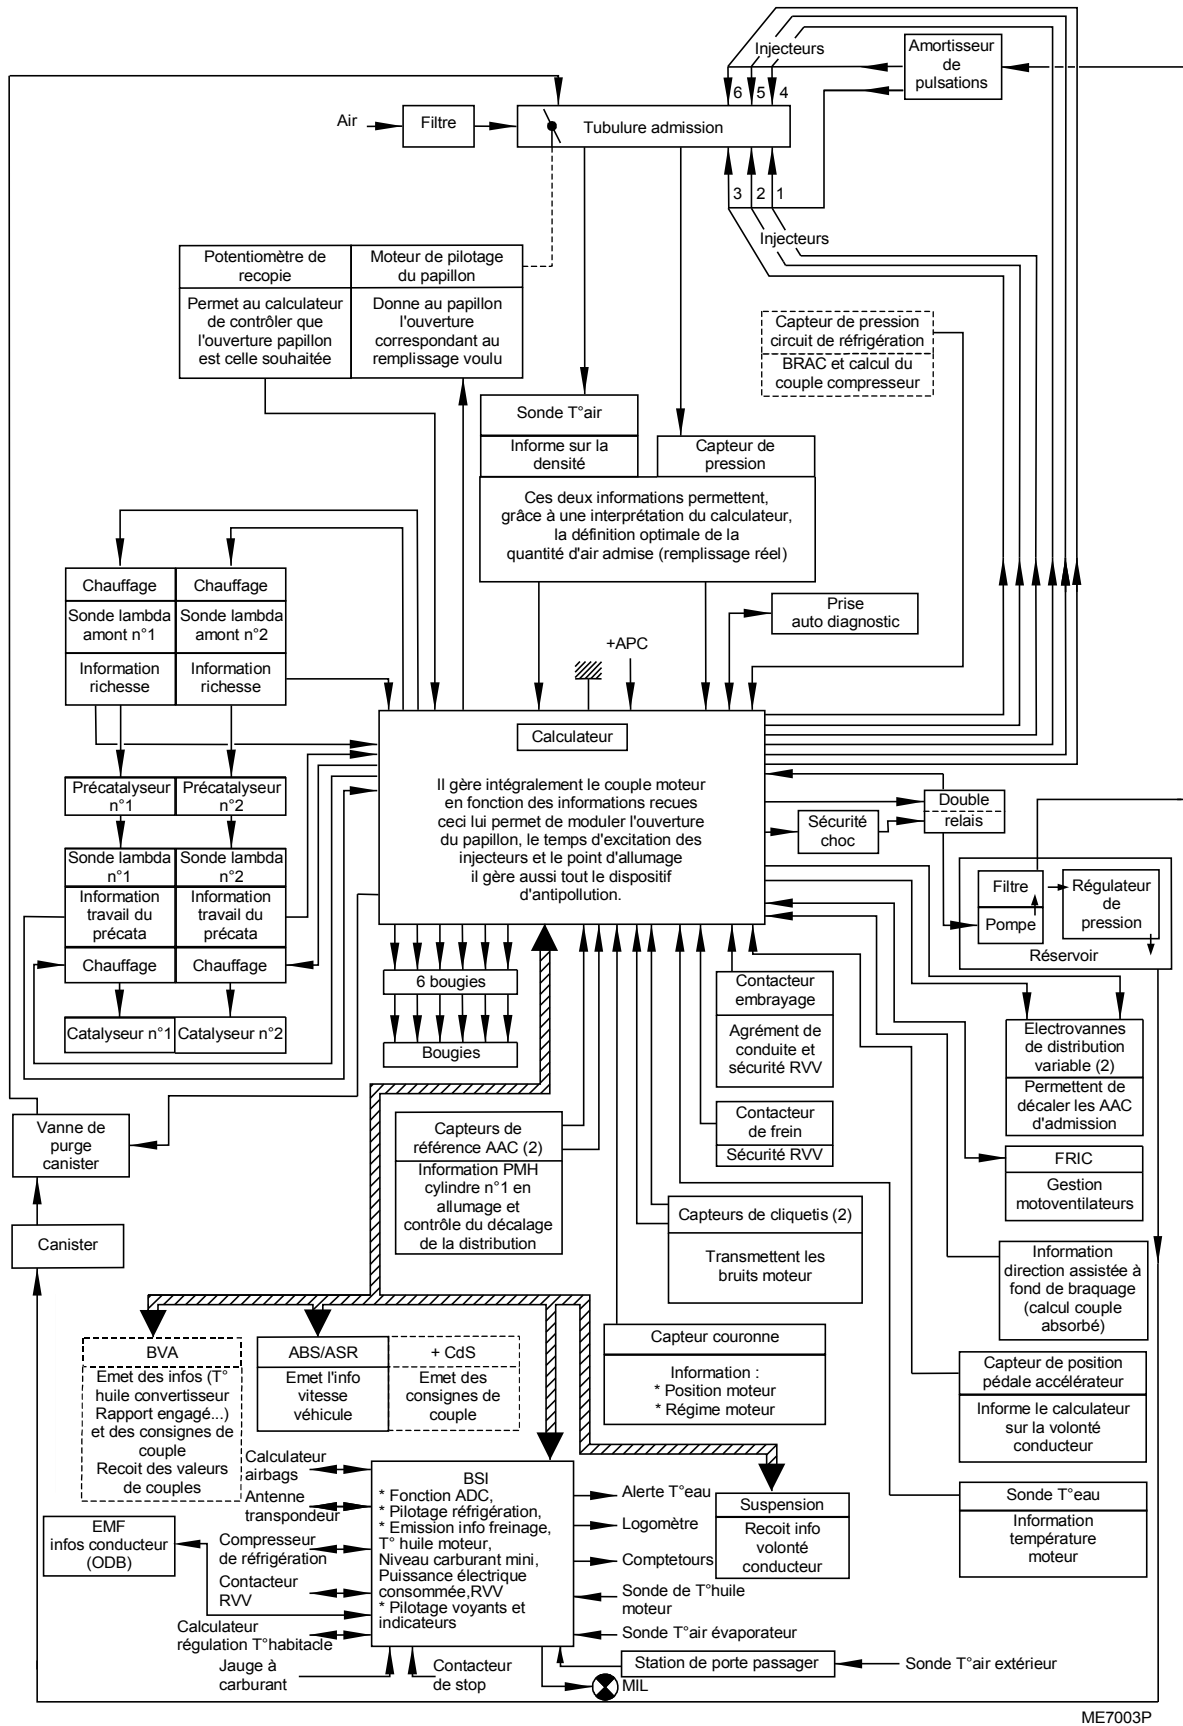 Injecteurs
Amortisseur
de
pulsations
6 5 4
Air
Filtre
Tubulure admission
3 2 1
Injecteurs
Potentiomètre de
recopie
Permet au calculateur
de contrôler que
l'ouverture papillon
est celle souhaitée
Moteur de pilotage
du papillon
Donne au papillon
l'ouverture
correspondant au
remplissage voulu
Capteur de pression
circuit de réfrigération
BRAC et calcul du
couple compresseur
Sonde T°air
Informe sur la
densité
Capteur de
pression
Ces deux informations permettent,
grâce à une interprétation du calculateur,
la définition optimale de la
quantité d'air admise (remplissage réel)
Chauffage
Sonde lambda
amont n°1
Information
richesse
Chauffage
Sonde lambda
amont n°2
Information
richesse
Prise
auto diagnostic
+APC
Calculateur
Il gère intégralement le couple moteur
en fonction des informations recues
ceci lui permet de moduler l'ouverture
du papillon, le temps d'excitation des
injecteurs et le point d'allumage
il gère aussi tout le dispositif
d'antipollution.
Précatalyseur
n°1
Précatalyseur
n°2
Sonde lambda
n°1
Information
travail du
précata
Chauffage
Catalyseur n°1
Sonde lambda
n°2
Information
travail du
précata
Chauffage
Catalyseur n°2
Double
relais
Sécurité
choc
Filtre
Pompe
Régulateur
de
pression
Réservoir
6 bougies
Bougies
Contacteur
embrayage
Agrément de
conduite et
sécurité RVV
Electrovannes
de distribution
variable (2)
Permettent de
décaler les AAC
d'admission
Vanne de
purge
canister
Canister
Capteurs de
référence AAC (2)
Information PMH
cylindre n°1 en
allumage et
contrôle du décalage
de la distribution
Contacteur
de frein
Sécurité RVV
FRIC
Gestion
motoventilateurs
Capteurs de cliquetis (2)
Transmettent les
bruits moteur
Information
direction assistée à
fond de braquage
(calcul couple
absorbé)
BVA
Emet des infos (T°
huile convertisseur
Rapport engagé...)
et des consignes de
couple
Recoit des valeurs
de couples
ABS/ASR
Emet l'info
vitesse
véhicule
+ CdS
Emet des
consignes de
couple
Capteur couronne
Information :
* Position moteur
* Régime moteur
Capteur de position
pédale accélérateur
Informe le calculateur
sur la volonté
conducteur
Calculateur
airbags
Antenne
transpondeur
Compresseur
de réfrigération
Contacteur
RVV
Calculateur
régulation T°habitacle
Jauge à
carburant
Contacteur
de stop
EMF
infos conducteur
(ODB)
BSI
* Fonction ADC,
* Pilotage réfrigération,
* Emission info freinage,
T° huile moteur,
Niveau carburant mini,
Puissance électrique
consommée,RVV
* Pilotage voyants et
indicateurs
Alerte T°eau
Logomètre
Comptetours
Sonde de T°huile
moteur
Sonde T°air évaporateur
Station de porte passager
Sonde T°air extérieur
MIL
Suspension
Recoit info
volonté
conducteur
Sonde T°eau
Information
température
moteur
ME7003P